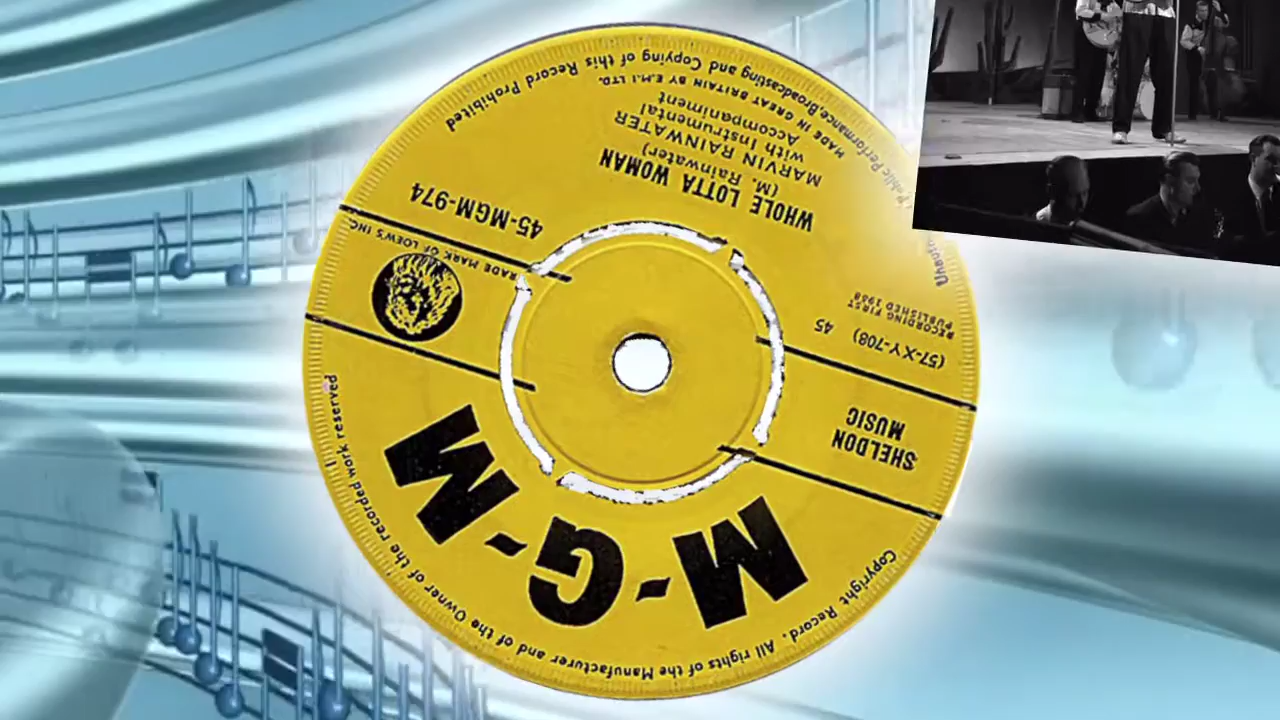 M-G-M
SHELDON
MUSIC
TRADE MARK OF LOEW'S INC.
(57-XY-708)
45
RECORDING FIRST
PUBLISHED 1958
45-MGM-974
WHOLE LOTTA WOMAN
(M. Rainwater)
MARVIN RAINWATER
with Instrumental
Accompaniment
MADE IN GREAT BRITAIN BY E.M.I LTD.
Copyright Record. All rights of the Manufacturer and of the Owner of the recorded work reserved
Public Performance, Broadcasting and Copying of this Record Prohibited